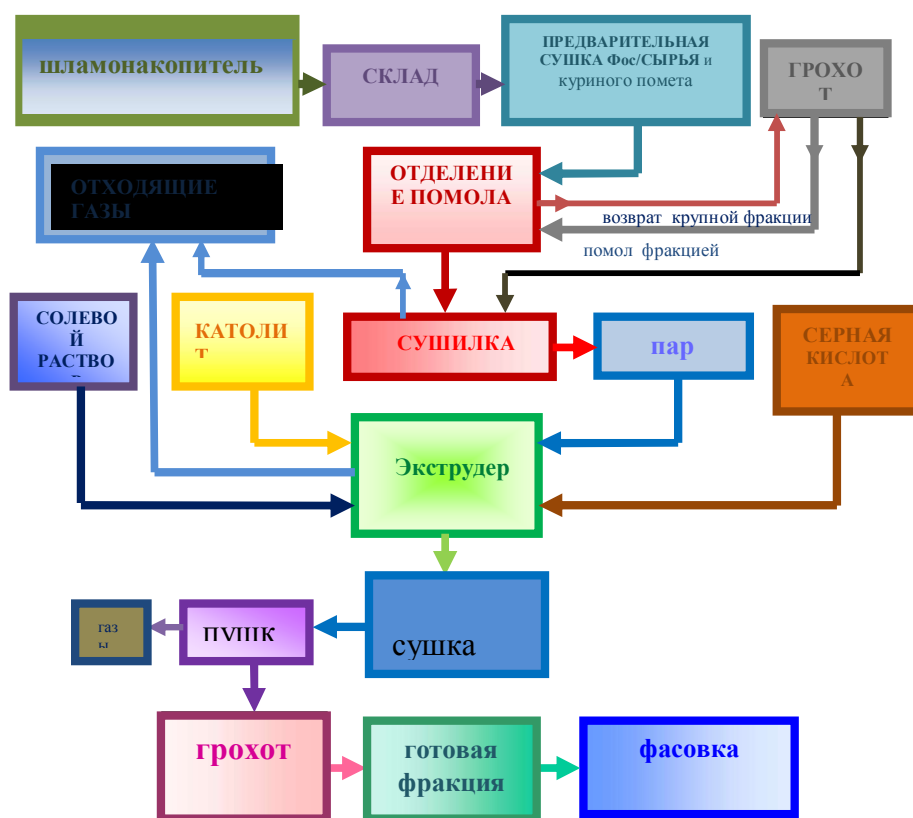 шламонакопитель
СКЛАД
ПРЕДВАРИТЕЛЬНАЯ
СУШКА Фос/СЫРЬЯ и
куриного помета
ГРОХО
Т
ОТХОДЯЩИЕ
ГАЗЫ
ОТДЕЛЕНИ
Е ПОМОЛА
возврат крупной фракции
помол фракцией
СОЛЕВО
Й
РАСТВО
КАТОЛИ
Т
СУШИЛКА
пар
СЕРНАЯ
КИСЛОТ
А
Экструдер
газ
ы
ПУШК
сушка
грохот
готовая
фракция
фасовка